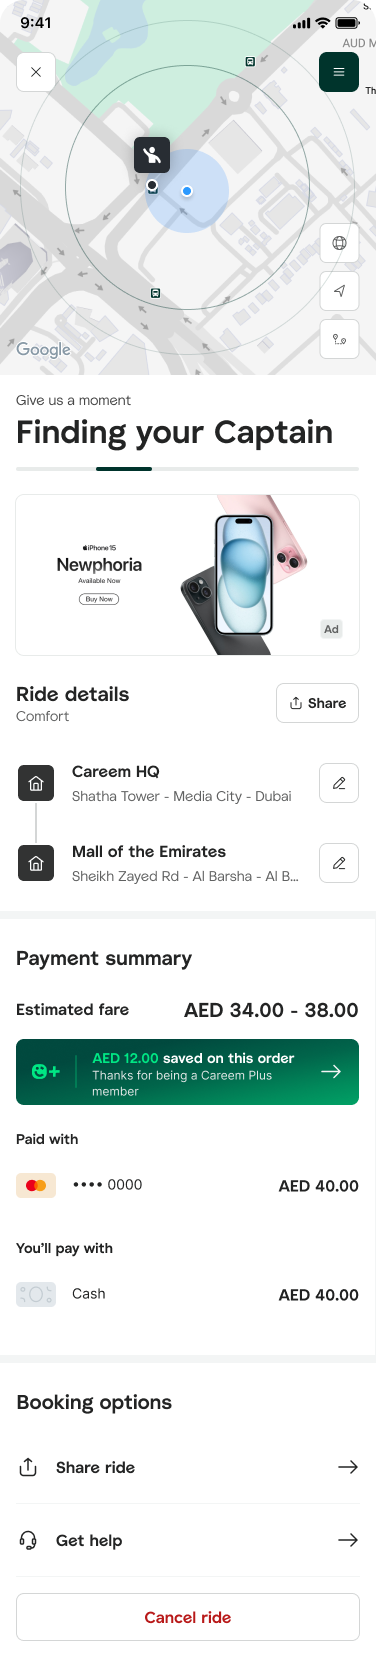 9:41
S.
AUD M
Th
Google
Give us a moment
Finding your Captain
iPhone 15
Newphoria
Available Now
Buy Now
Ad
Ride details
Comfort
Share
Careem HQ
Shatha Tower - Media City - Dubai
Mall of the Emirates
Sheikh Zayed Rd - Al Barsha - Al B...
Payment summary
Estimated fare
AED 34.00 - 38.00
AED 12.00 saved on this order
Thanks for being a Careem Plus
member
Paid with
•••• 0000
AED 40.00
You'll pay with
Cash
AED 40.00
Booking options
Share ride
Get help
Cancel ride